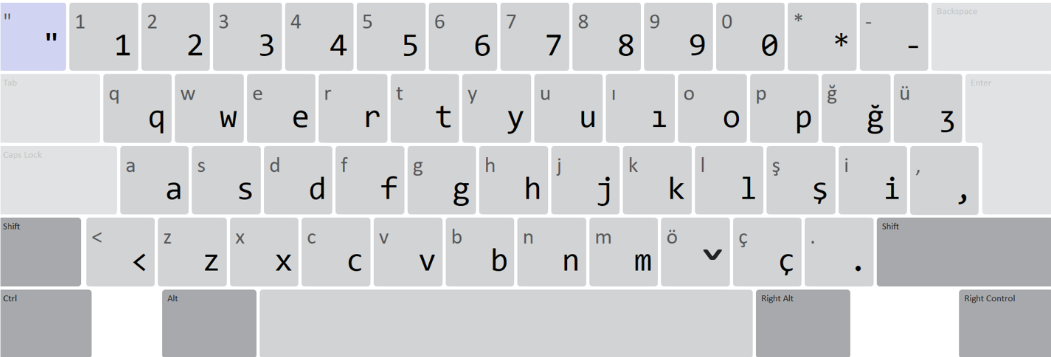 " 1 2 3 4 5 6 7 8 9 0 * - Backspace
" 1 2 3 4 5 6 7 8 9 0 * -
Tab q w e r t y u ı o p ğ ü Enter
q w e r t y u ı o p ğ ʒ
Caps Lock a s d f g h j k l ş i ,
a s d f g h j k l ş i ,
Shift < z x c v b n m ö ç . Shift
< z x c v b n m ˇ ç .
Ctrl Alt Right Alt Right Control